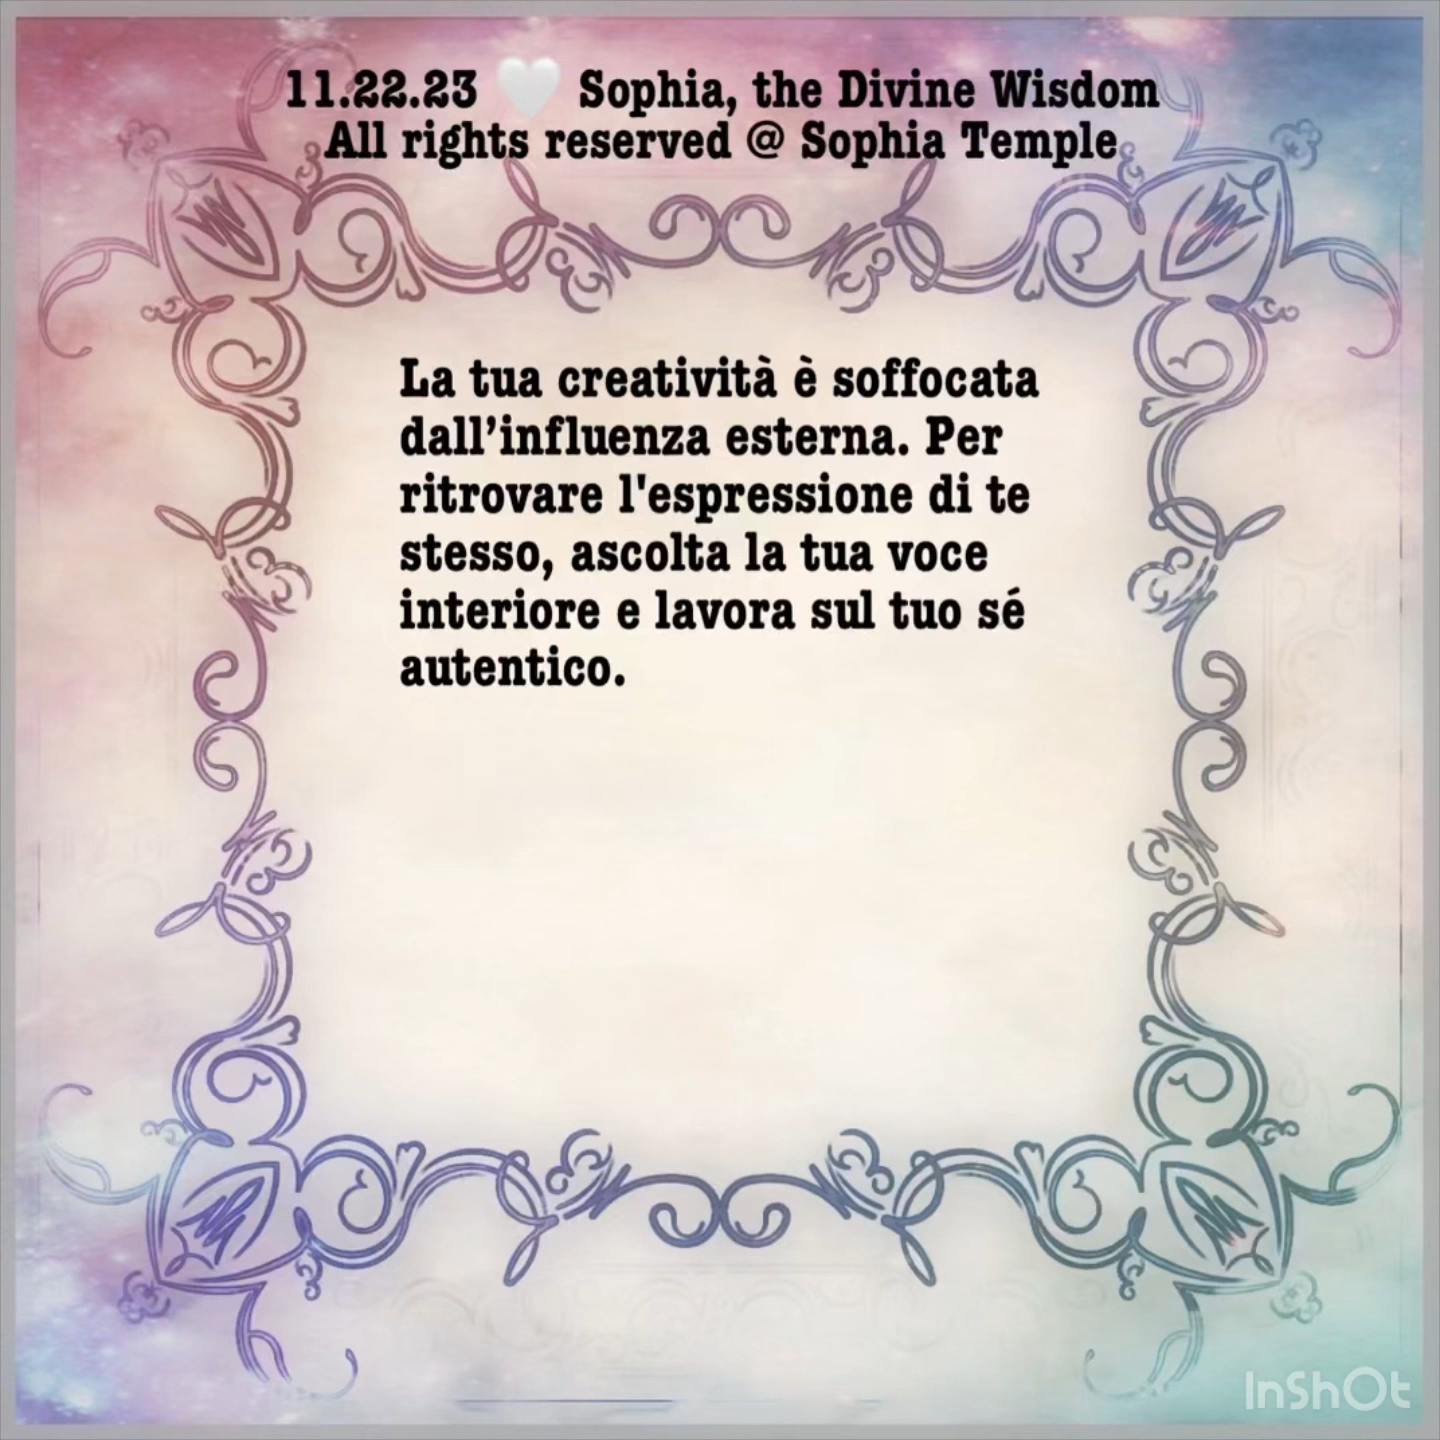 11.22.23 🤍 Sophia, the Divine Wisdom
All rights reserved @ Sophia Temple
La tua creatività è soffocata
dall’influenza esterna. Per
ritrovare l'espressione di te
stesso, ascolta la tua voce
interiore e lavora sul tuo sé
autentico.
InShOt